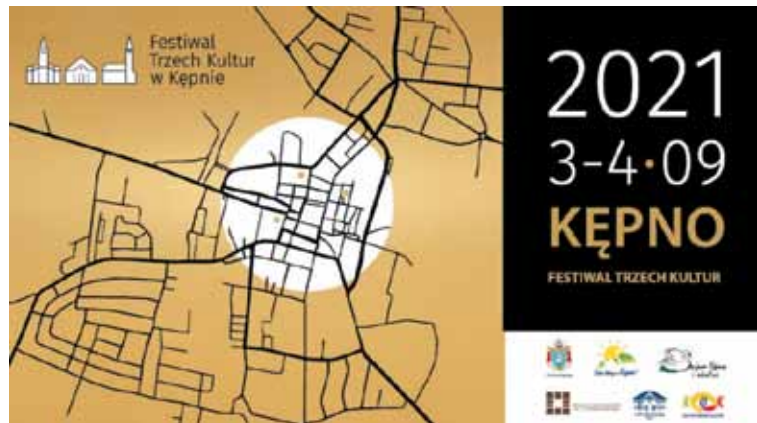 Festiwal
Trzech Kultur
w Kępnie
2021
3-4•09
KĘPNO
FESTIWAL TRZECH KULTUR